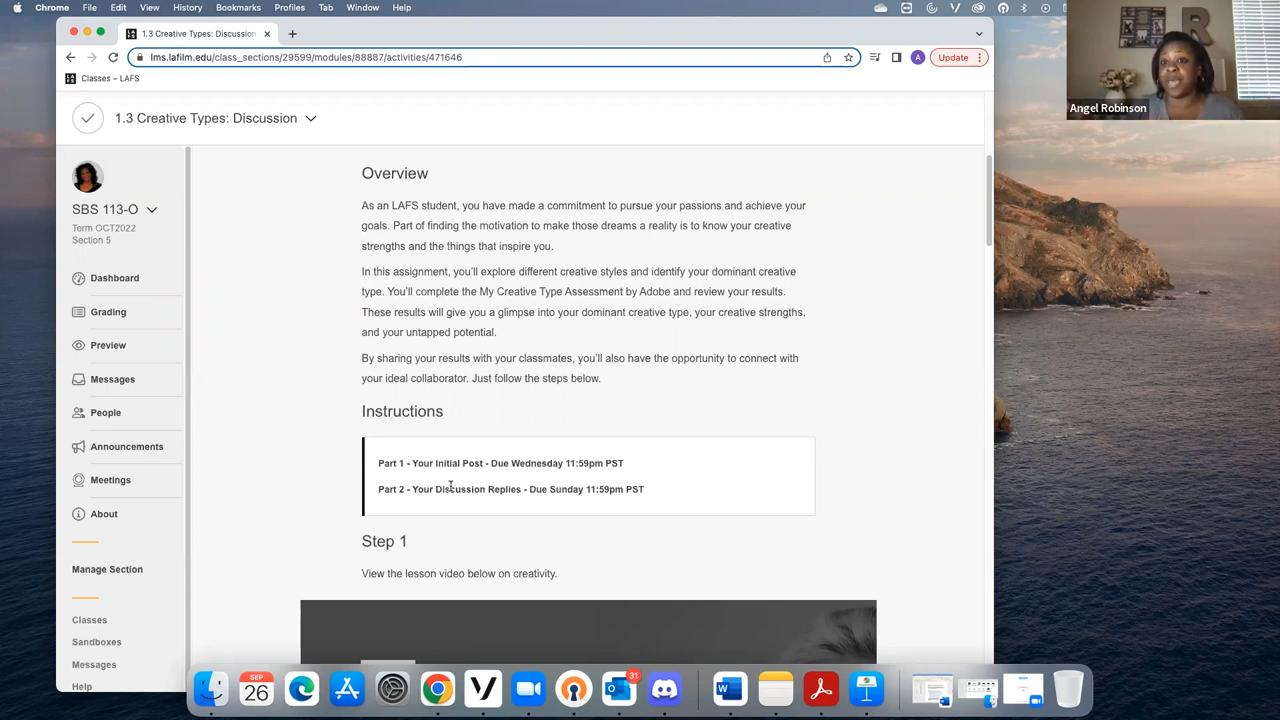 Chrome File Edit View History Bookmarks Profiles Tab Window Help
1.3 Creative Types: Discussion
lms.lafilm.edu/class_sections/29599/modules/88887/activities/471646
A
Update
Classes – LAFS
Angel Robinson
1.3 Creative Types: Discussion
SBS 113-O
Term OCT2022
Section 5
Dashboard
Grading
Preview
Messages
People
Announcements
Meetings
About
Manage Section
Classes
Sandboxes
Messages
Help
Overview
As an LAFS student, you have made a commitment to pursue your passions and achieve your
goals. Part of finding the motivation to make those dreams a reality is to know your creative
strengths and the things that inspire you.
In this assignment, you'll explore different creative styles and identify your dominant creative
type. You'll complete the My Creative Type Assessment by Adobe and review your results.
These results will give you a glimpse into your dominant creative type, your creative strengths,
and your untapped potential.
By sharing your results with your classmates, you'll also have the opportunity to connect with
your ideal collaborator. Just follow the steps below.
Instructions
Part 1 - Your Initial Post - Due Wednesday 11:59pm PST
Part 2 - Your Discussion Replies - Due Sunday 11:59pm PST
Step 1
View the lesson video below on creativity.
SEP
26
31